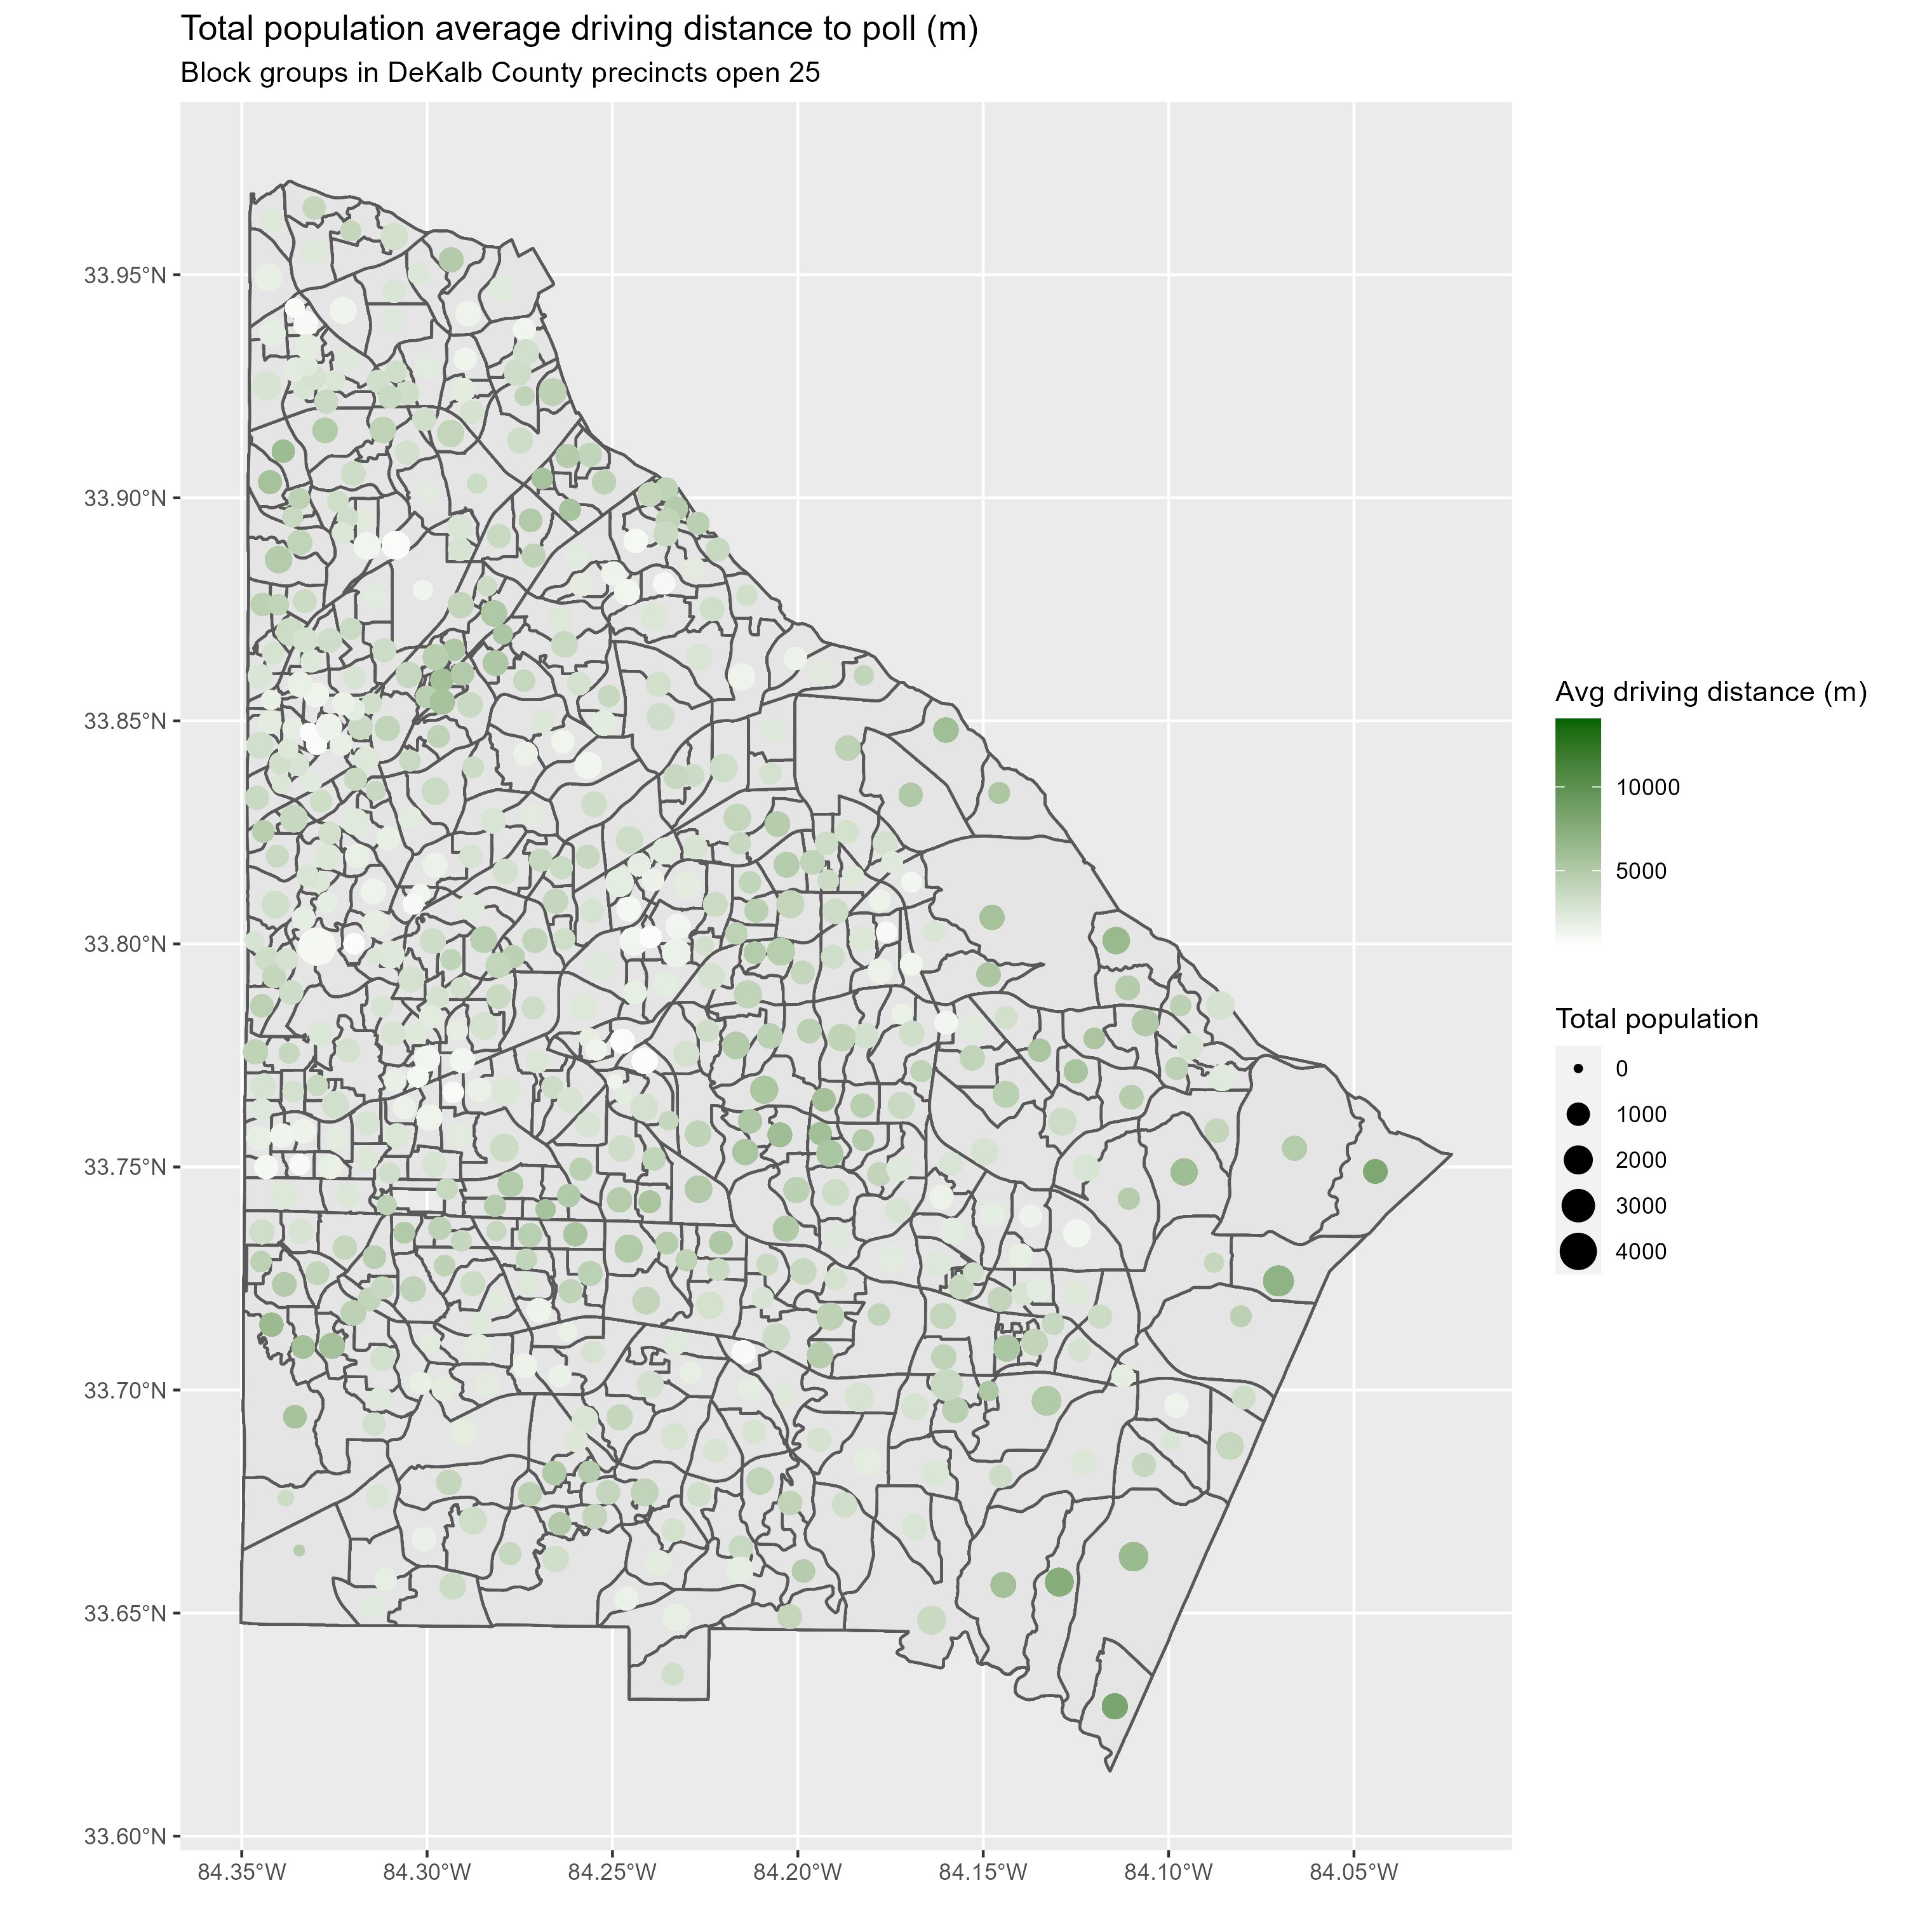 Total population average driving distance to poll (m)
Block groups in DeKalb County precincts open 25
33.95°N
33.90°N
33.85°N
33.80°N
33.75°N
33.70°N
33.65°N
33.60°N
84.35°W
84.30°W
84.25°W
84.20°W
84.15°W
84.10°W
84.05°W
Avg driving distance (m)
10000
5000
Total population
0
1000
2000
3000
4000